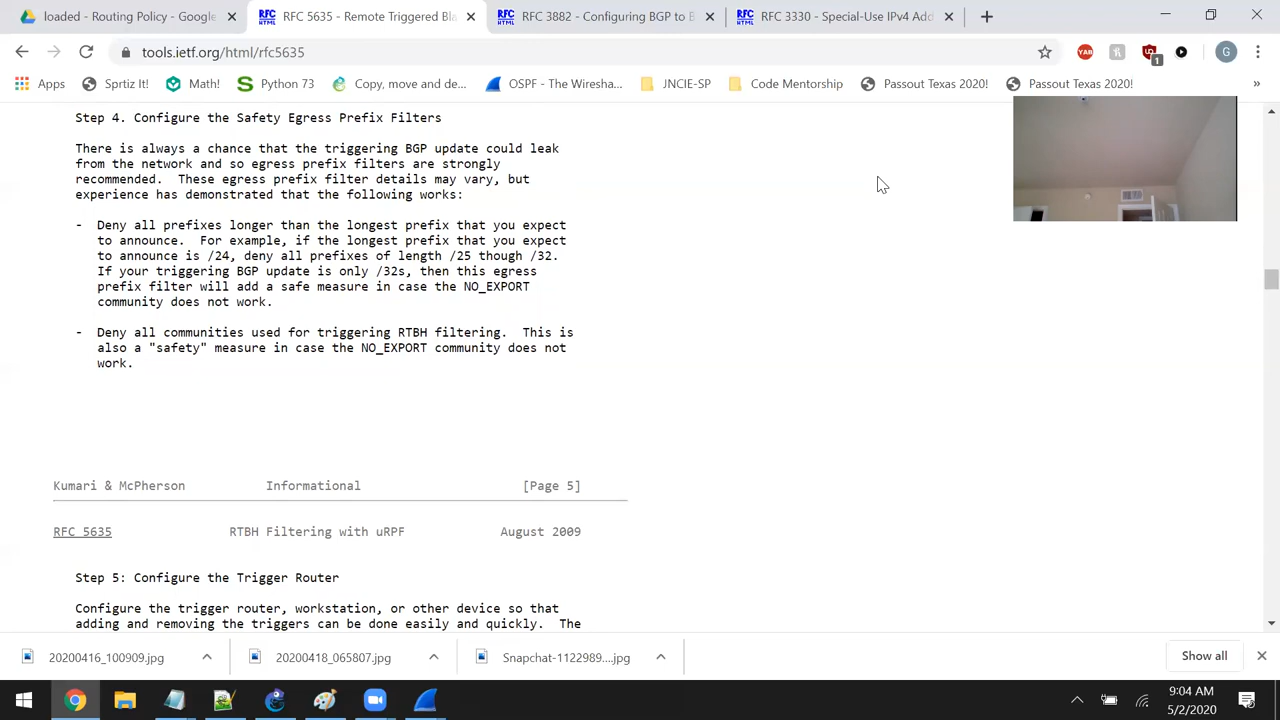 loaded - Routing Policy - Google
RFC 5635 - Remote Triggered Bla
RFC 3882 - Configuring BGP to
RFC 3330 - Special-Use IPv4 Ad
tools.ietf.org/html/rfc5635
YAB
1
G
Apps
Sprtiz It!
Math!
Python 73
Copy, move and de...
OSPF - The Wiresha...
JNCIE-SP
Code Mentorship
Passout Texas 2020!
Passout Texas 2020!
»
Step 4. Configure the Safety Egress Prefix Filters
There is always a chance that the triggering BGP update could leak
from the network and so egress prefix filters are strongly
recommended. These egress prefix filter details may vary, but
experience has demonstrated that the following works:
- Deny all prefixes longer than the longest prefix that you expect
to announce. For example, if the longest prefix that you expect
to announce is /24, deny all prefixes of length /25 though /32.
If your triggering BGP update is only /32s, then this egress
prefix filter will add a safe measure in case the NO_EXPORT
community does not work.
- Deny all communities used for triggering RTBH filtering. This is
also a "safety" measure in case the NO_EXPORT community does not
work.
Kumari & McPherson Informational [Page 5]
RFC 5635 RTBH Filtering with uRPF August 2009
Step 5: Configure the Trigger Router
Configure the trigger router, workstation, or other device so that
adding and removing the triggers can be done easily and quickly. The
20200416_100909.jpg
20200418_065807.jpg
Snapchat-1122989....jpg
Show all
9:04 AM
5/2/2020